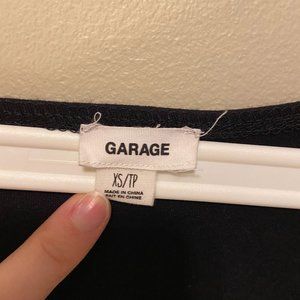 GARAGE
XS/TP
MADE IN CHINA
FAIT EN CHINE